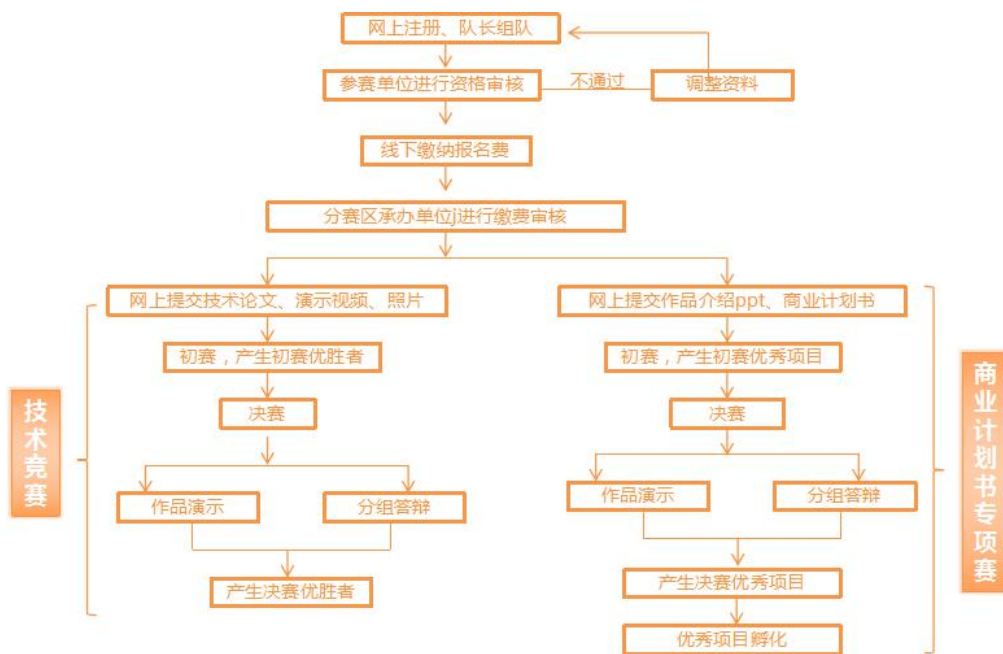 网上注册、队长组队
参赛单位进行资格审核
不通过
调整资料
线下缴纳报名费
分赛区承办单位j进行缴费审核
技术竞赛
网上提交技术论文、演示视频、照片
初赛，产生初赛优胜者
决赛
作品演示
分组答辩
产生决赛优胜者
网上提交作品介绍ppt、商业计划书
初赛，产生初赛优秀项目
决赛
作品演示
分组答辩
产生决赛优秀项目
优秀项目孵化
商业计划书专项赛